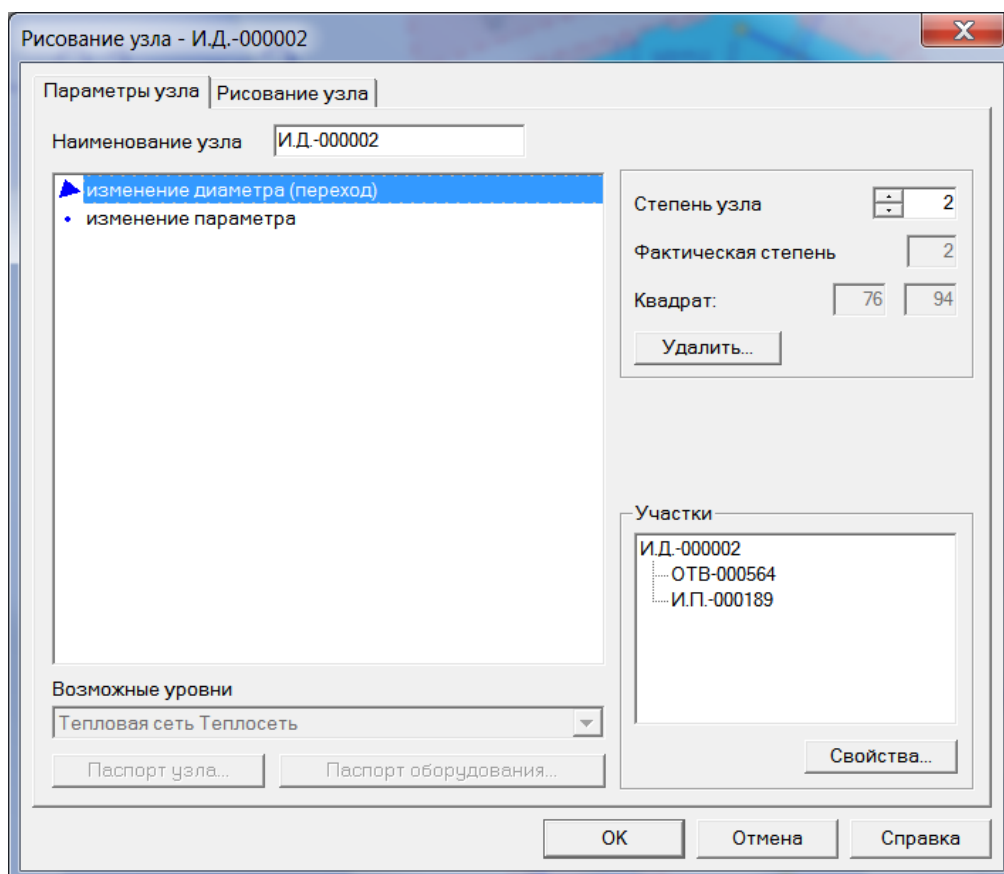 Рисование узла - И.Д.-000002
Параметры узла Рисование узла
Наименование узла И.Д.-000002
изменение диаметра (переход)
изменение параметра
Степень узла 2
Фактическая степень 2
Квадрат: 76 94
Удалить...
Участки
И.Д.-000002
ОТВ-000564
И.П.-000189
Возможные уровни
Тепловая сеть Теплосеть
Паспорт узла... Паспорт оборудования...
Свойства...
OK Отмена Справка